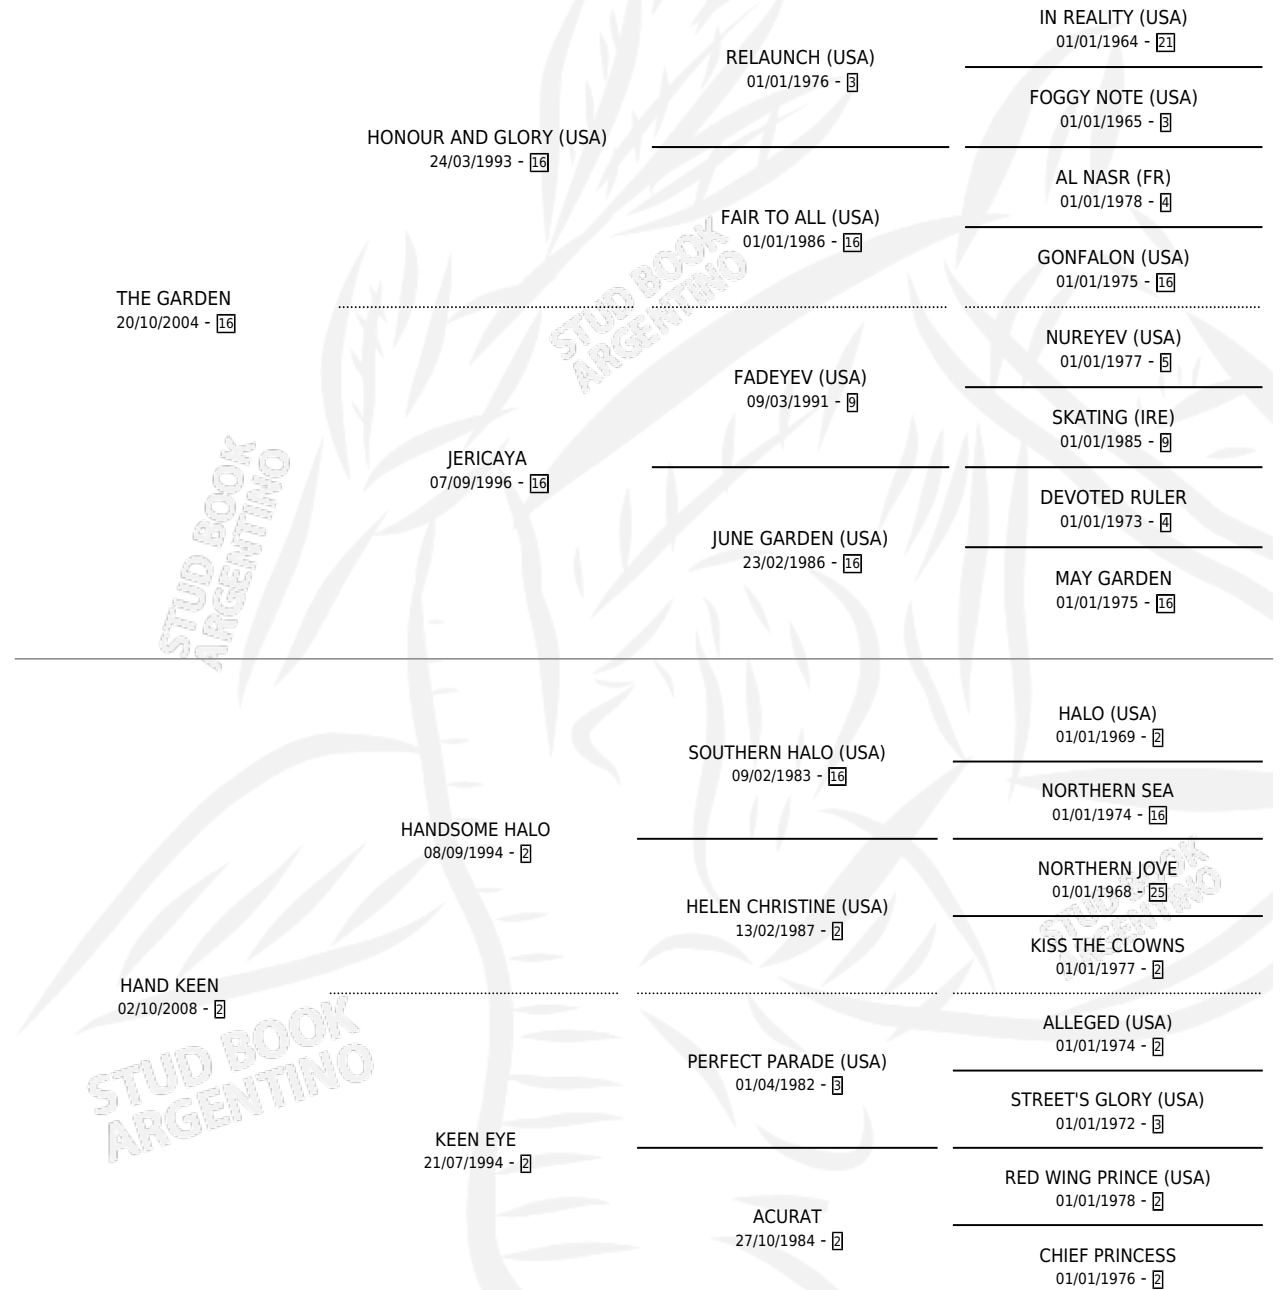 IN REALITY (USA)
01/01/1964 - 21
RELAUNCH (USA)
01/01/1976 - 3
FOGGY NOTE (USA)
01/01/1965 - 3
HONOUR AND GLORY (USA)
24/03/1993 - 16
AL NASR (FR)
01/01/1978 - 4
FAIR TO ALL (USA)
01/01/1986 - 16
GONFALON (USA)
01/01/1975 - 16
THE GARDEN
20/10/2004 - 16
NUREYEV (USA)
01/01/1977 - 5
FADEYEV (USA)
09/03/1991 - 9
SKATING (IRE)
01/01/1985 - 9
JERICAYA
07/09/1996 - 16
DEVOTED RULER
01/01/1973 - 4
JUNE GARDEN (USA)
23/02/1986 - 16
MAY GARDEN
01/01/1975 - 16
STUD BOOK
ARGENTINO
STUD BOOK
ARGENTINO
HALO (USA)
01/01/1969 - 2
SOUTHERN HALO (USA)
09/02/1983 - 16
NORTHERN SEA
01/01/1974 - 16
HANDSOME HALO
08/09/1994 - 2
NORTHERN JOVE
01/01/1968 - 25
HELEN CHRISTINE (USA)
13/02/1987 - 2
KISS THE CLOWNS
01/01/1977 - 2
HAND KEEN
02/10/2008 - 2
ALLEGED (USA)
01/01/1974 - 2
PERFECT PARADE (USA)
01/04/1982 - 3
STREET'S GLORY (USA)
01/01/1972 - 3
KEEN EYE
21/07/1994 - 2
RED WING PRINCE (USA)
01/01/1978 - 2
ACURAT
27/10/1984 - 2
CHIEF PRINCESS
01/01/1976 - 2
STUD BOOK
ARGENTINO
STUD BOOK
ARGENTINO